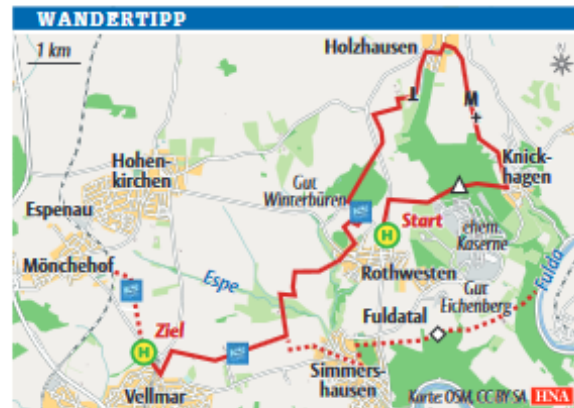 WANDERTIPP
1 km
Holzhausen
M
Knick-
hagen
Hohen-
kirchen
Gut
Winterbüren
Start
H
ehem.
Kaserne
Espenau
Mönchehof
Espe
Rothwesten
Gut
Eichenberg
Fulda
Fuldatal
Ziel
H
Simmers-
hausen
Vellmar
Karte: OSM, CC BY SA
HNA